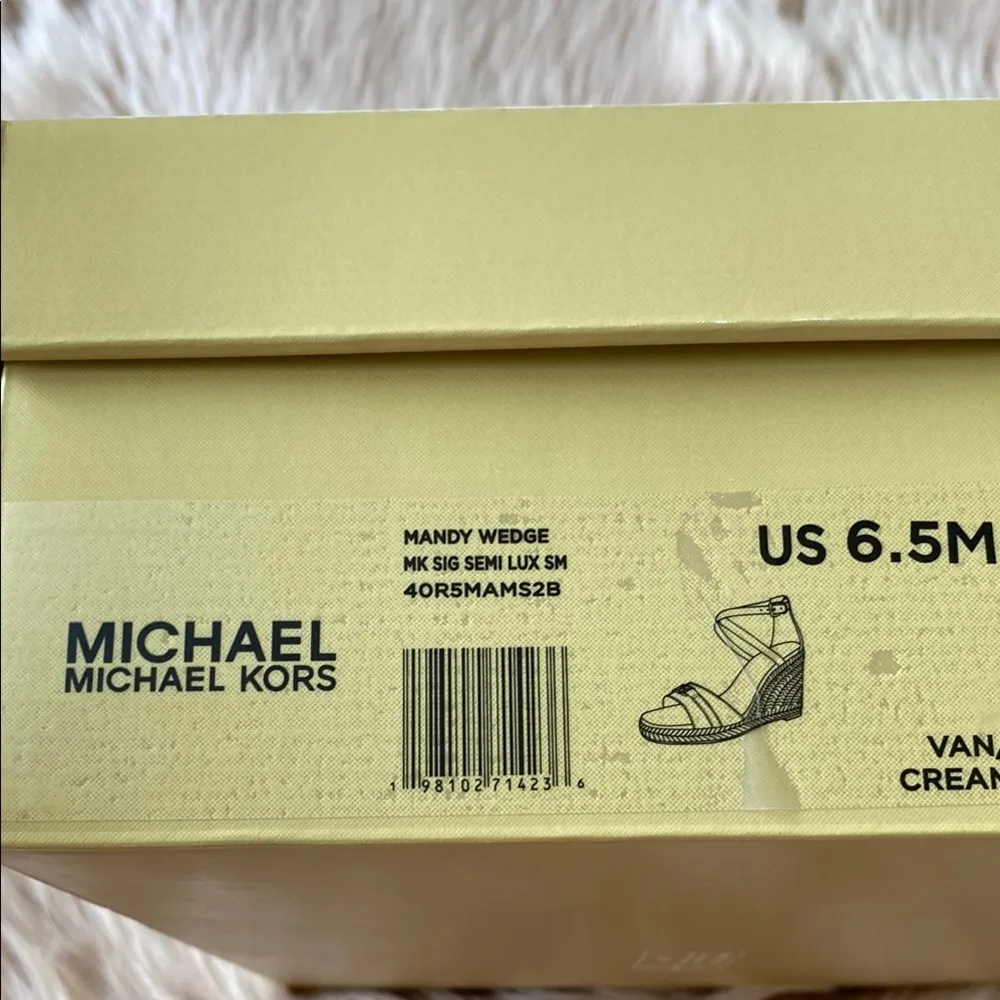 MANDY WEDGE
MK SIG SEMI LUX SM
40R5MAMS2B
US 6.5M
MICHAEL
MICHAEL KORS
1 98102 71423 6
VAN/
CREAM